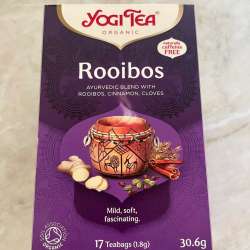 YOGI TEA
ORGANIC
naturally
caffeine
FREE
Rooibos
AYURVEDIC BLEND WITH
ROOIBOS, CINNAMON, CLOVES
Mild, soft,
fascinating.
17 Teabags (1.8g)
30.6g
ORGANIC